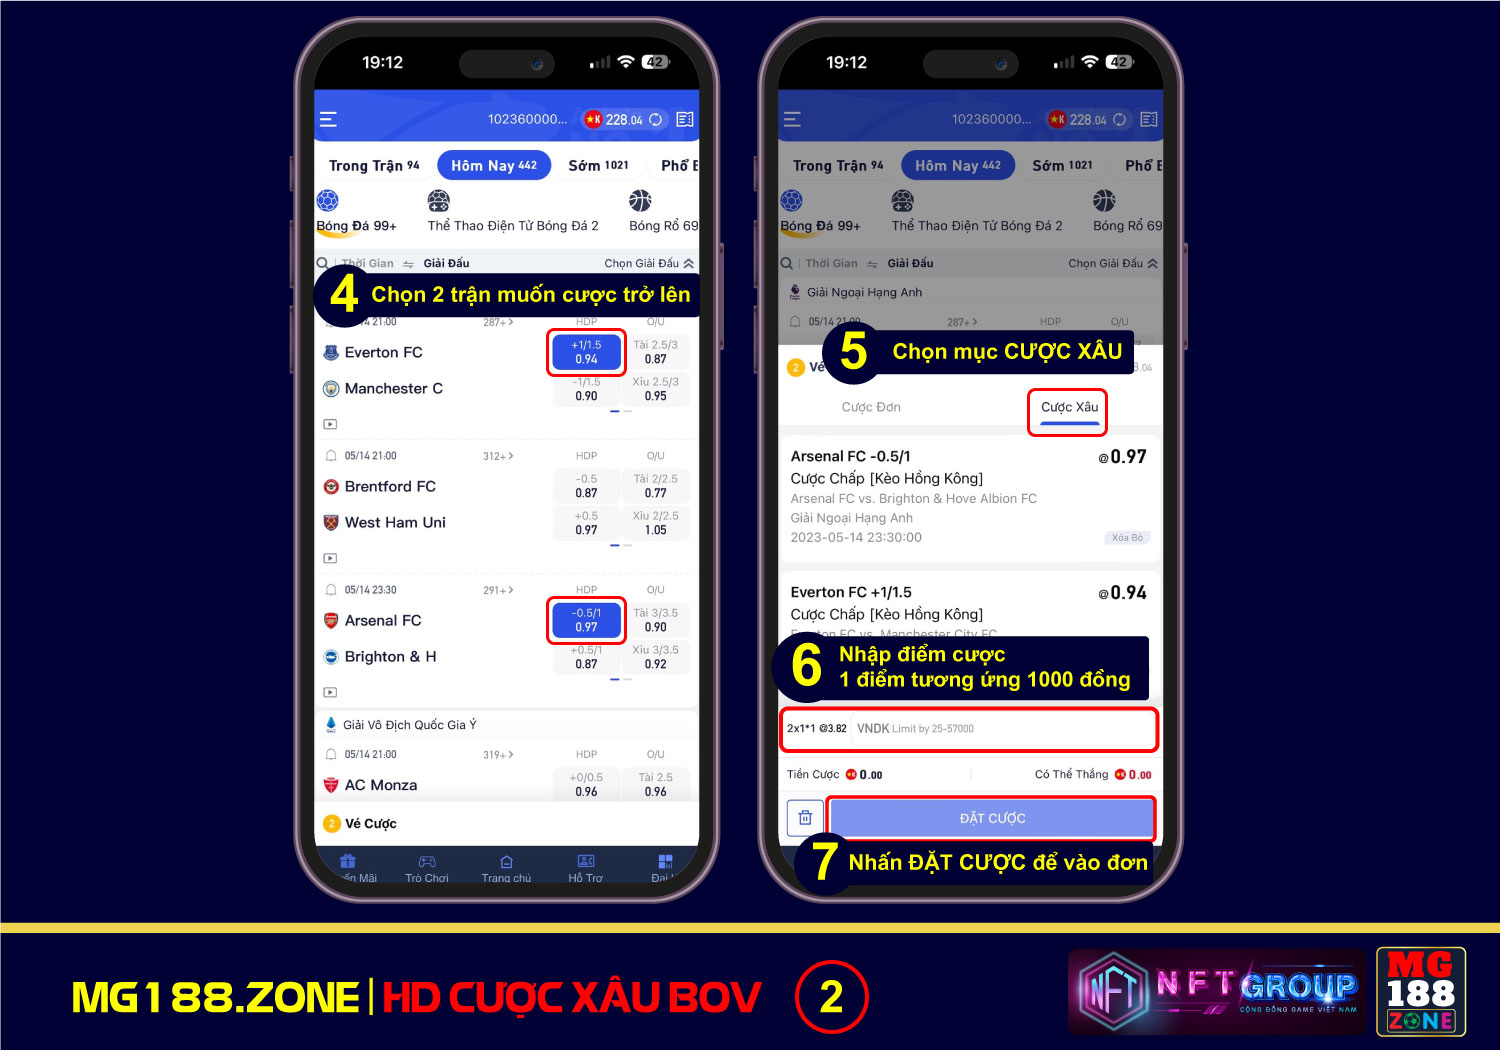 19:12
42
102360000...
K 228.04
Trong Trận 94
Hôm Nay 442
Sớm 1021
Phổ B
Bóng Đá 99+
Thể Thao Điện Tử Bóng Đá 2
Bóng Rổ 69
Thời Gian
Giải Đấu
Chọn Giải Đấu
4 Chọn 2 trận muốn cược trở lên
05/14 21:00 287+> HDP O/U
Everton FC
+1/1.5 0.94
Tài 2.5/3 0.87
Manchester C
-1/1.5 0.90
Xỉu 2.5/3 0.95
05/14 21:00 312+> HDP O/U
Brentford FC
-0.5 0.87
Tài 2/2.5 0.77
West Ham Uni
+0.5 0.97
Xỉu 2/2.5 1.05
05/14 23:30 291+> HDP O/U
Arsenal FC
-0.5/1 0.97
Tài 3/3.5 0.90
Brighton & H
+0.5/1 0.87
Xỉu 3/3.5 0.92
Giải Vô Địch Quốc Gia Ý
05/14 21:00 319+> HDP O/U
AC Monza
+0/0.5 0.96
Tài 2.5 0.96
2 Vé Cược
yến Mãi
Trò Chơi
Trang chủ
Hỗ Trợ
Đại
19:12
42
102360000...
K 228.04
Trong Trận 94
Hôm Nay 442
Sớm 1021
Phổ B
Bóng Đá 99+
Thể Thao Điện Tử Bóng Đá 2
Bóng Rổ 69
Thời Gian
Giải Đấu
Chọn Giải Đấu
Giải Ngoại Hạng Anh
05/14 21:00 287+> HDP O/U
5 Chọn mục CƯỢC XÂU
2 Vé
8.04
Cược Đơn
Cược Xâu
Arsenal FC -0.5/1 @0.97
Cược Chấp [Kèo Hồng Kông]
Arsenal FC vs. Brighton & Hove Albion FC
Giải Ngoại Hạng Anh
2023-05-14 23:30:00
Xóa Bỏ
Everton FC +1/1.5 @0.94
Cược Chấp [Kèo Hồng Kông]
Everton FC vs. Manchester City FC
6 Nhập điểm cược
1 điểm tương ứng 1000 đồng
2x1*1 @3.82 VNDK Limit by 25-57000
Tiền Cược K 0.00
Có Thể Thắng K 0.00
ĐẶT CƯỢC
7 Nhấn ĐẶT CƯỢC để vào đơn
MG188.ZONE | HD CƯỢC XÂU BOV 2
NFT
NFT GROUP
CỘNG ĐỒNG GAME VIỆT NAM
MG
188
ZONE